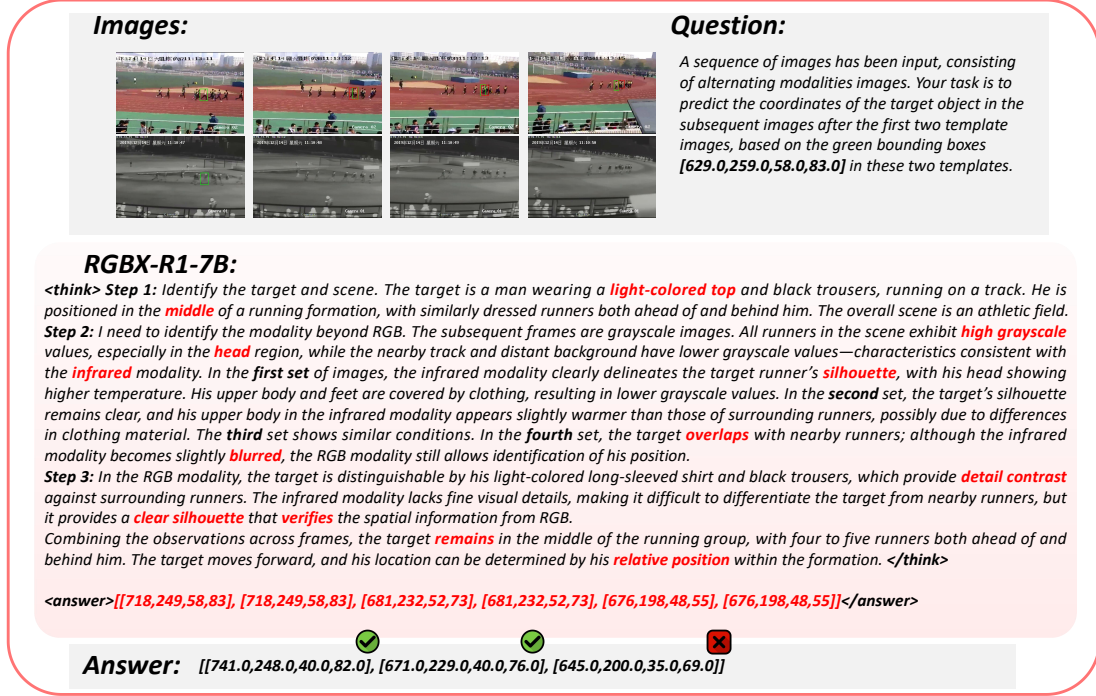 Images:
Question:
A sequence of images has been input, consisting
of alternating modalities images. Your task is to
predict the coordinates of the target object in the
subsequent images after the first two template
images, based on the green bounding boxes
[629.0,259.0,58.0,83.0] in these two templates.
RGBX-R1-7B:
<think> Step 1: Identify the target and scene. The target is a man wearing a light-colored top and black trousers, running on a track. He is
positioned in the middle of a running formation, with similarly dressed runners both ahead of and behind him. The overall scene is an athletic field.
Step 2: I need to identify the modality beyond RGB. The subsequent frames are grayscale images. All runners in the scene exhibit high grayscale
values, especially in the head region, while the nearby track and distant background have lower grayscale values—characteristics consistent with
the infrared modality. In the first set of images, the infrared modality clearly delineates the target runner's silhouette, with his head showing
higher temperature. His upper body and feet are covered by clothing, resulting in lower grayscale values. In the second set, the target's silhouette
remains clear, and his upper body in the infrared modality appears slightly warmer than those of surrounding runners, possibly due to differences
in clothing material. The third set shows similar conditions. In the fourth set, the target overlaps with nearby runners; although the infrared
modality becomes slightly blurred, the RGB modality still allows identification of his position.
Step 3: In the RGB modality, the target is distinguishable by his light-colored long-sleeved shirt and black trousers, which provide detail contrast
against surrounding runners. The infrared modality lacks fine visual details, making it difficult to differentiate the target from nearby runners, but
it provides a clear silhouette that verifies the spatial information from RGB.
Combining the observations across frames, the target remains in the middle of the running group, with four to five runners both ahead of and
behind him. The target moves forward, and his location can be determined by his relative position within the formation. </think>
<answer>[[718,249,58,83], [718,249,58,83], [681,232,52,73], [681,232,52,73], [676,198,48,55], [676,198,48,55]]</answer>
Answer: [[741.0,248.0,40.0,82.0], [671.0,229.0,40.0,76.0], [645.0,200.0,35.0,69.0]]